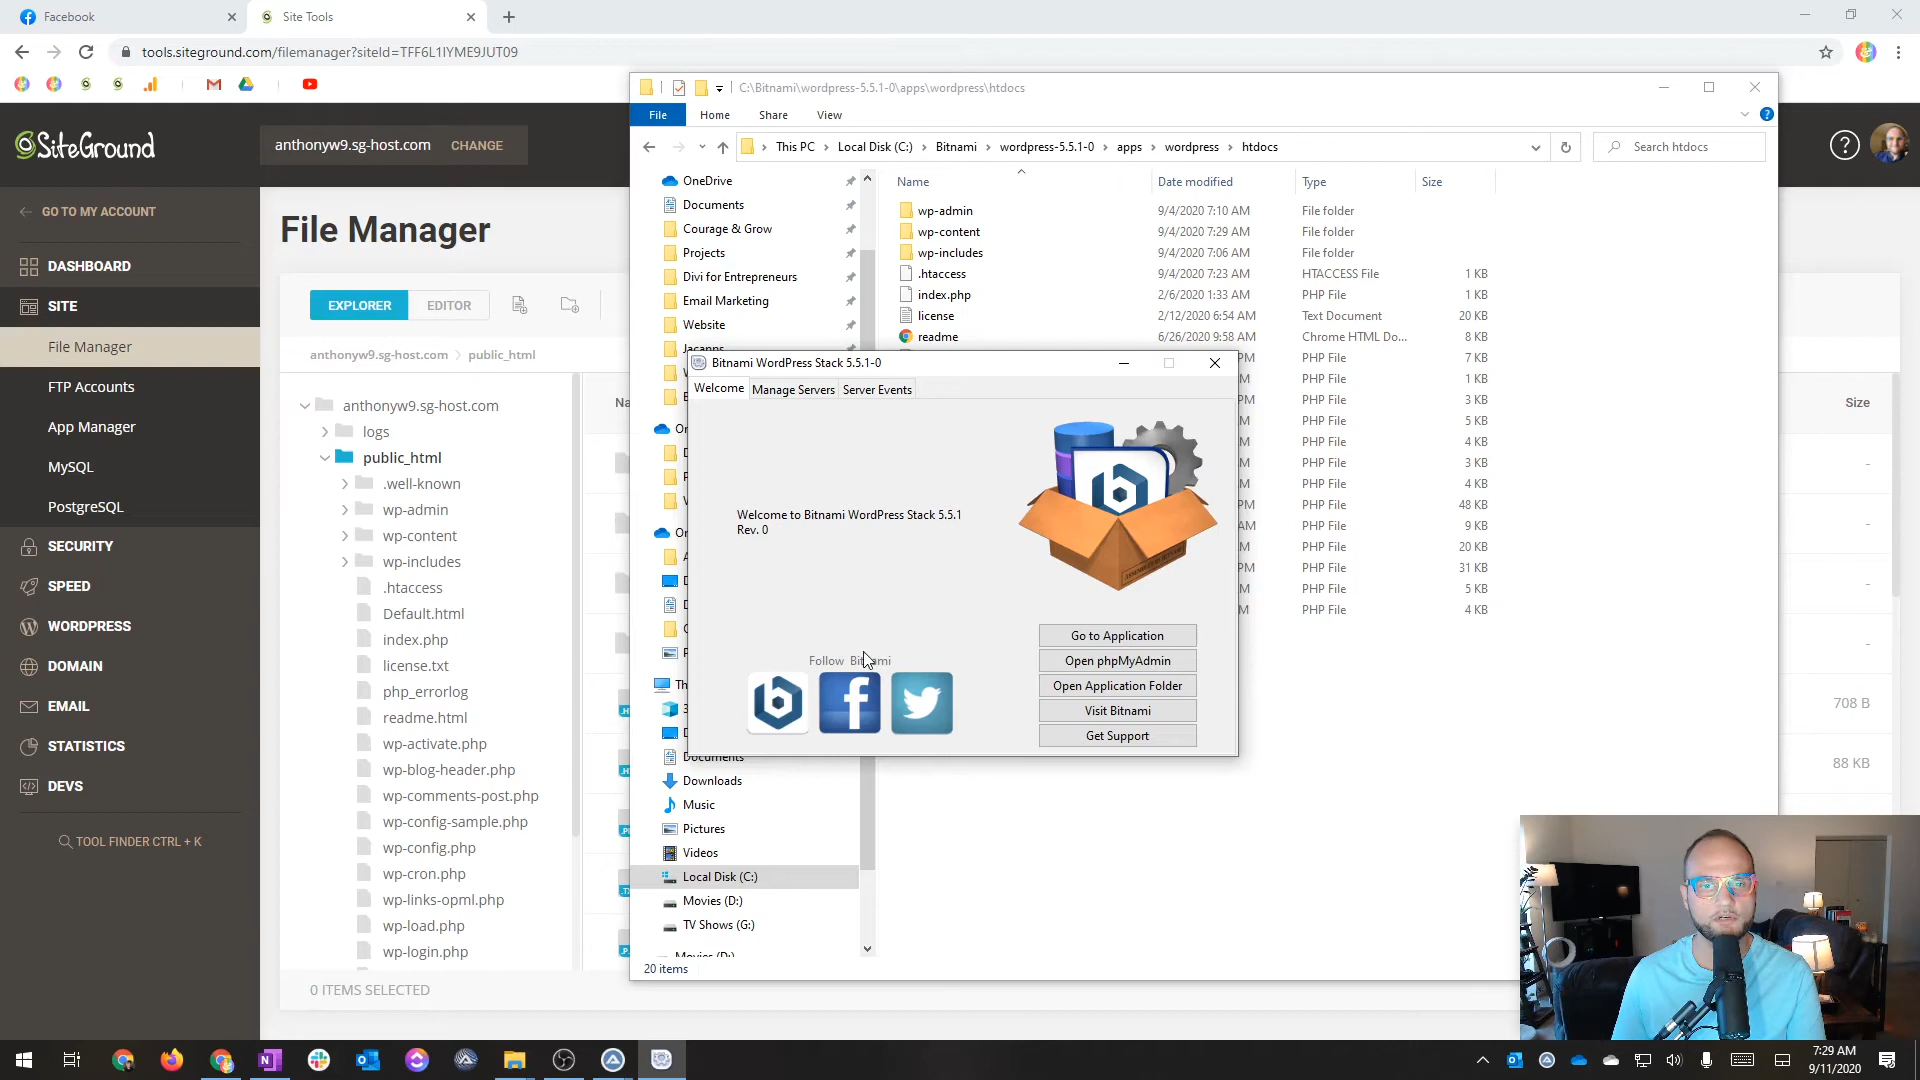 Facebook
Site Tools
tools.siteground.com/filemanager?siteId=TFF6L1IYME9JUT09
SiteGround
anthonyw9.sg-host.com CHANGE
GO TO MY ACCOUNT
DASHBOARD
SITE
File Manager
FTP Accounts
App Manager
MySQL
PostgreSQL
SECURITY
SPEED
WORDPRESS
DOMAIN
EMAIL
STATISTICS
DEVS
TOOL FINDER CTRL + K
File Manager
EXPLORER EDITOR
anthonyw9.sg-host.com > public_html
anthonyw9.sg-host.com
logs
public_html
.well-known
wp-admin
wp-content
wp-includes
.htaccess
Default.html
index.php
license.txt
php_errorlog
readme.html
wp-activate.php
wp-blog-header.php
wp-comments-post.php
wp-config-sample.php
wp-config.php
wp-cron.php
wp-links-opml.php
wp-load.php
wp-login.php
0 ITEMS SELECTED
Size
-
-
-
-
708 B
88 KB
C:\Bitnami\wordpress-5.5.1-0\apps\wordpress\htdocs
File Home Share View
This PC > Local Disk (C:) > Bitnami > wordpress-5.5.1-0 > apps > wordpress > htdocs
Search htdocs
OneDrive
Documents
Courage & Grow
Projects
Divi for Entrepreneurs
Email Marketing
Website
Documents
Downloads
Music
Pictures
Videos
Local Disk (C:)
Movies (D:)
TV Shows (G:)
Movies (D:)
20 items
Name Date modified Type Size
wp-admin 9/4/2020 7:10 AM File folder
wp-content 9/4/2020 7:29 AM File folder
wp-includes 9/4/2020 7:06 AM File folder
.htaccess 9/4/2020 7:23 AM HTACCESS File 1 KB
index.php 2/6/2020 1:33 AM PHP File 1 KB
license 2/12/2020 6:54 AM Text Document 20 KB
readme 6/26/2020 9:58 AM Chrome HTML Do... 8 KB
PHP File 7 KB
PHP File 1 KB
PHP File 3 KB
PHP File 5 KB
PHP File 4 KB
PHP File 3 KB
PHP File 4 KB
PHP File 48 KB
PHP File 9 KB
PHP File 20 KB
PHP File 31 KB
PHP File 5 KB
PHP File 4 KB
Bitnami WordPress Stack 5.5.1-0
Welcome Manage Servers Server Events
Welcome to Bitnami WordPress Stack 5.5.1
Rev. 0
Follow Bitnami
Go to Application
Open phpMyAdmin
Open Application Folder
Visit Bitnami
Get Support
7:29 AM
9/11/2020